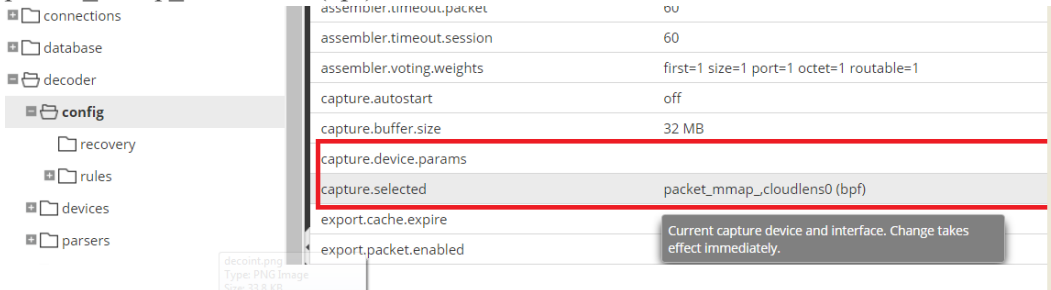 connections
database
decoder
config
recovery
rules
devices
parsers
assembler.timeout.packet 60
assembler.timeout.session 60
assembler.voting.weights first=1 size=1 port=1 octet=1 routable=1
capture.autostart off
capture.buffer.size 32 MB
capture.device.params
capture.selected packet_mmap_,cloudlens0 (bpf)
export.cache.expire
export.packet.enabled
Current capture device and interface. Change takes
effect immediately.
decoint.png
Type: PNG Image
Size: 33.8 KB